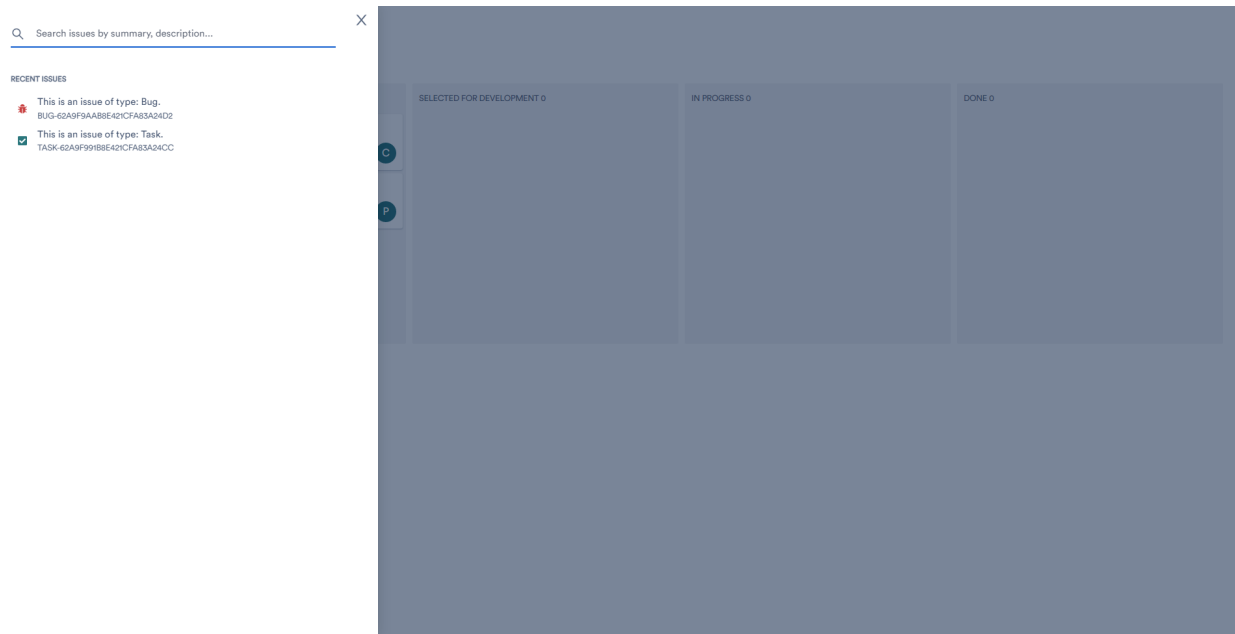 X
Search issues by summary, description...
RECENT ISSUES
This is an issue of type: Bug.
BUG-62A9F9AAB8E421CFA83A24D2
This is an issue of type: Task.
TASK-62A9F991B8E421CFA83A24CC
SELECTED FOR DEVELOPMENT 0
IN PROGRESS 0
DONE 0
C
P